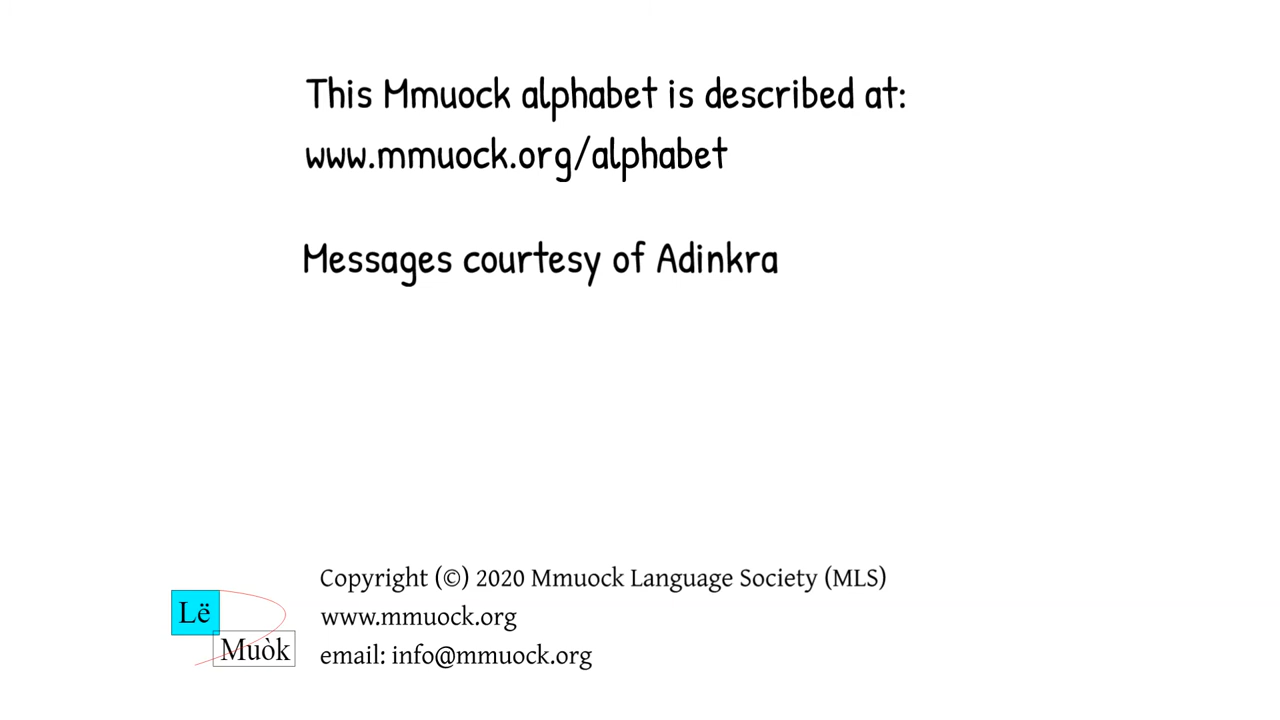 This Mmuock alphabet is described at:
www.mmuock.org/alphabet
Messages courtesy of Adinkra
Copyright (©) 2020 Mmuock Language Society (MLS)
Lë
www.mmuock.org
Muòk
email: info@mmuock.org